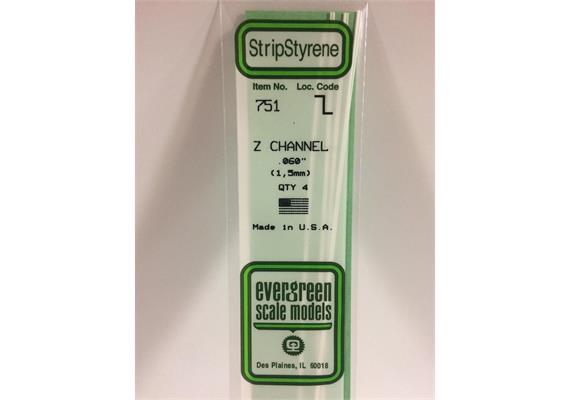 StripStyrene
Item No. Loc. Code
751
Z CHANNEL
.060"
(1,5mm)
QTY 4
Made in U.S.A.
evergreen
scale models
Des Plaines, IL 60018